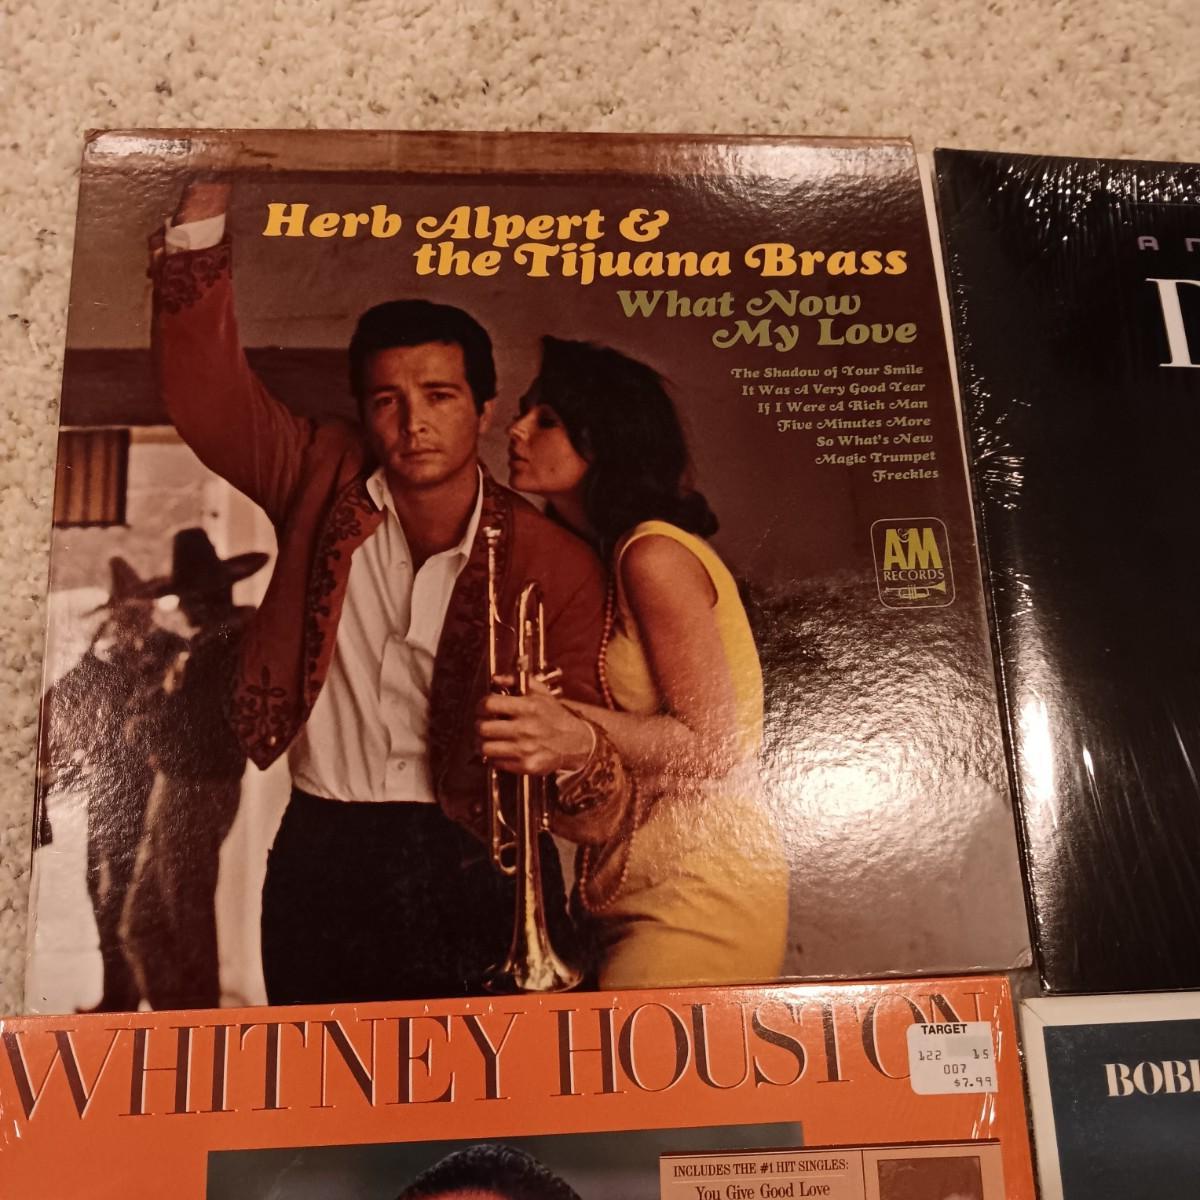 Herb Alpert &
the Tijuana Brass
What Now
My Love
The Shadow of Your Smile
It Was A Very Good Year
If I Were A Rich Man
Five Minutes More
So What's New
Magic Trumpet
Freckles
A&M
RECORDS
WHITNEY HOUSTON
TARGET
122 15
007
$7.99
INCLUDES THE #1 HIT SINGLES:
You Give Good Love